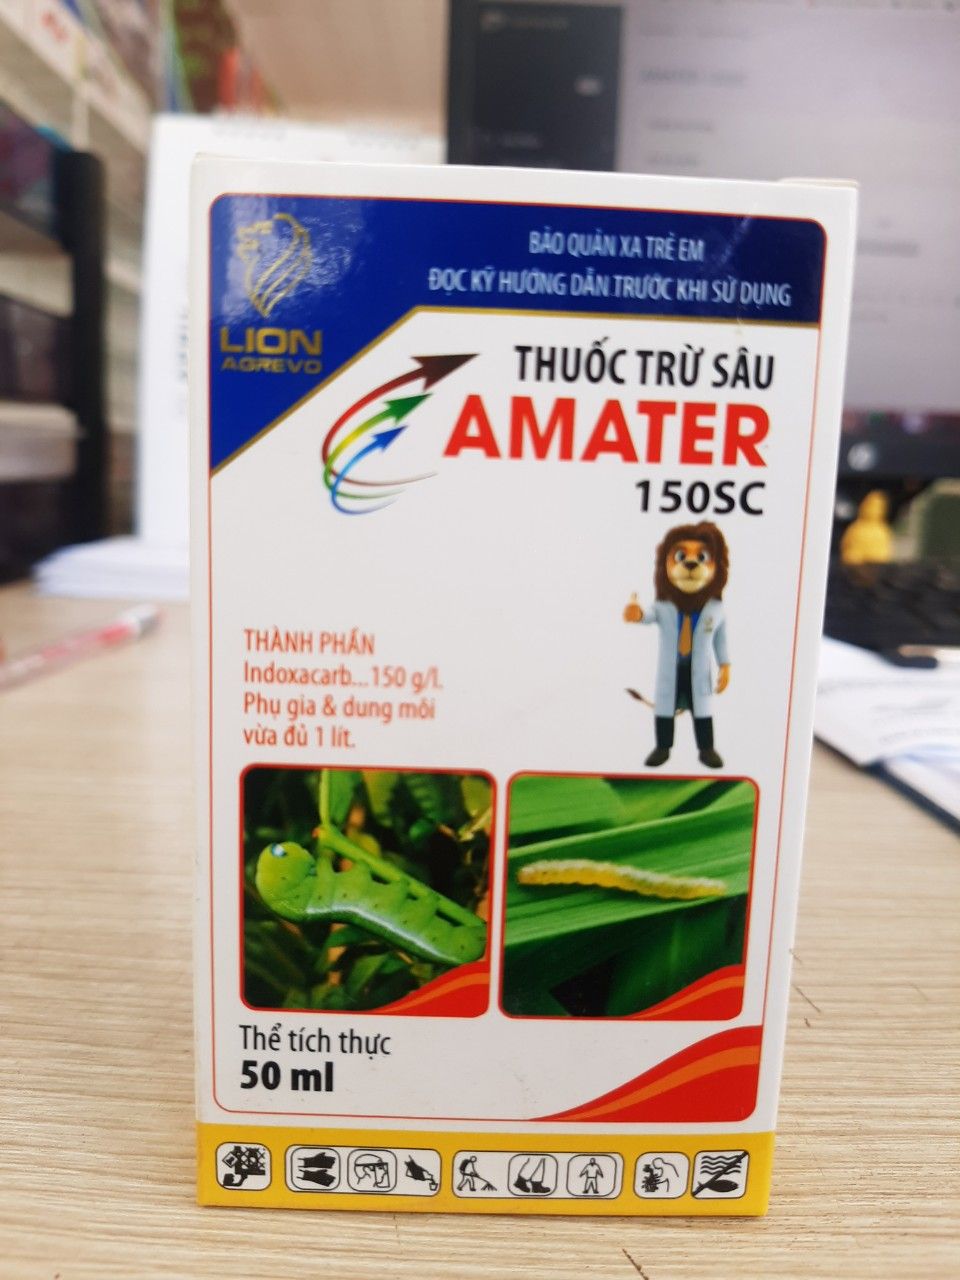 LION
AGREVO
BẢO QUẢN XA TRẺ EM
ĐỌC KỸ HƯỚNG DẪN TRƯỚC KHI SỬ DỤNG
THUỐC TRỪ SÂU
AMATER
150SC
THÀNH PHẦN
Indoxacarb...150 g/l.
Phụ gia & dung môi
vừa đủ 1 lít.
Thể tích thực
50 ml